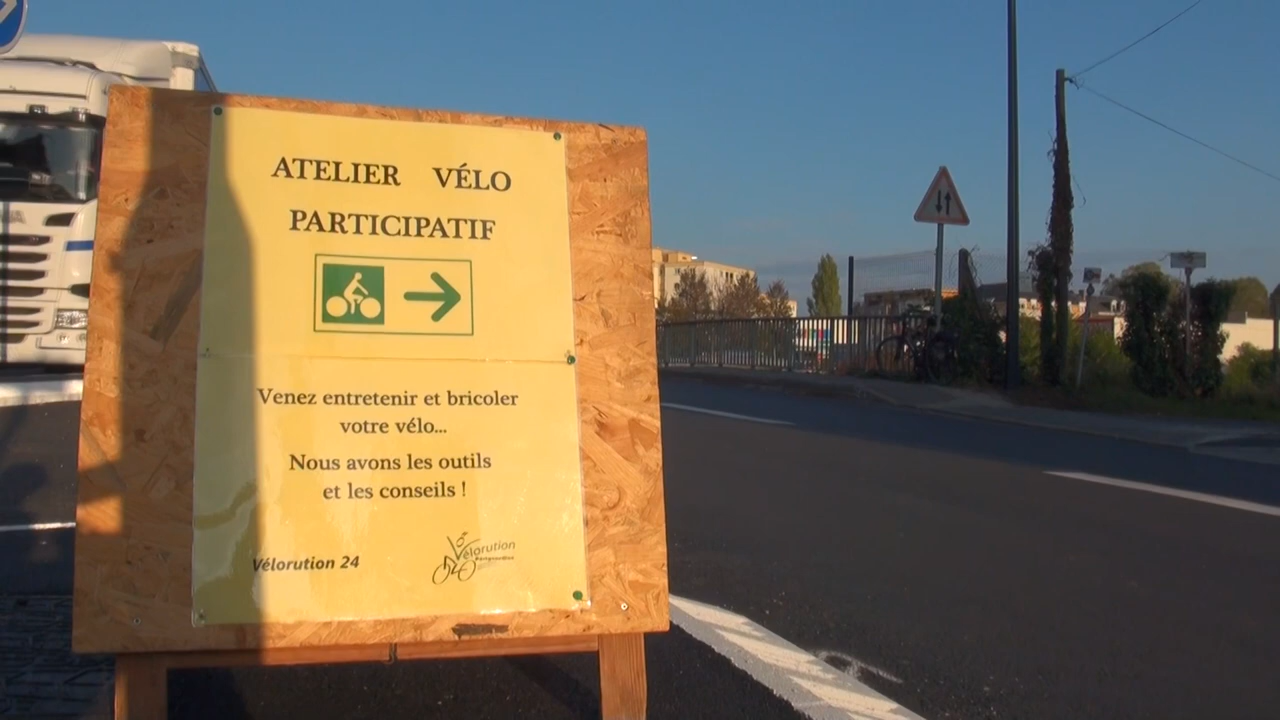 ATELIER VÉLO
PARTICIPATIF
Venez entretenir et bricoler
votre vélo...
Nous avons les outils
et les conseils !
Vélorution 24
Vélorution